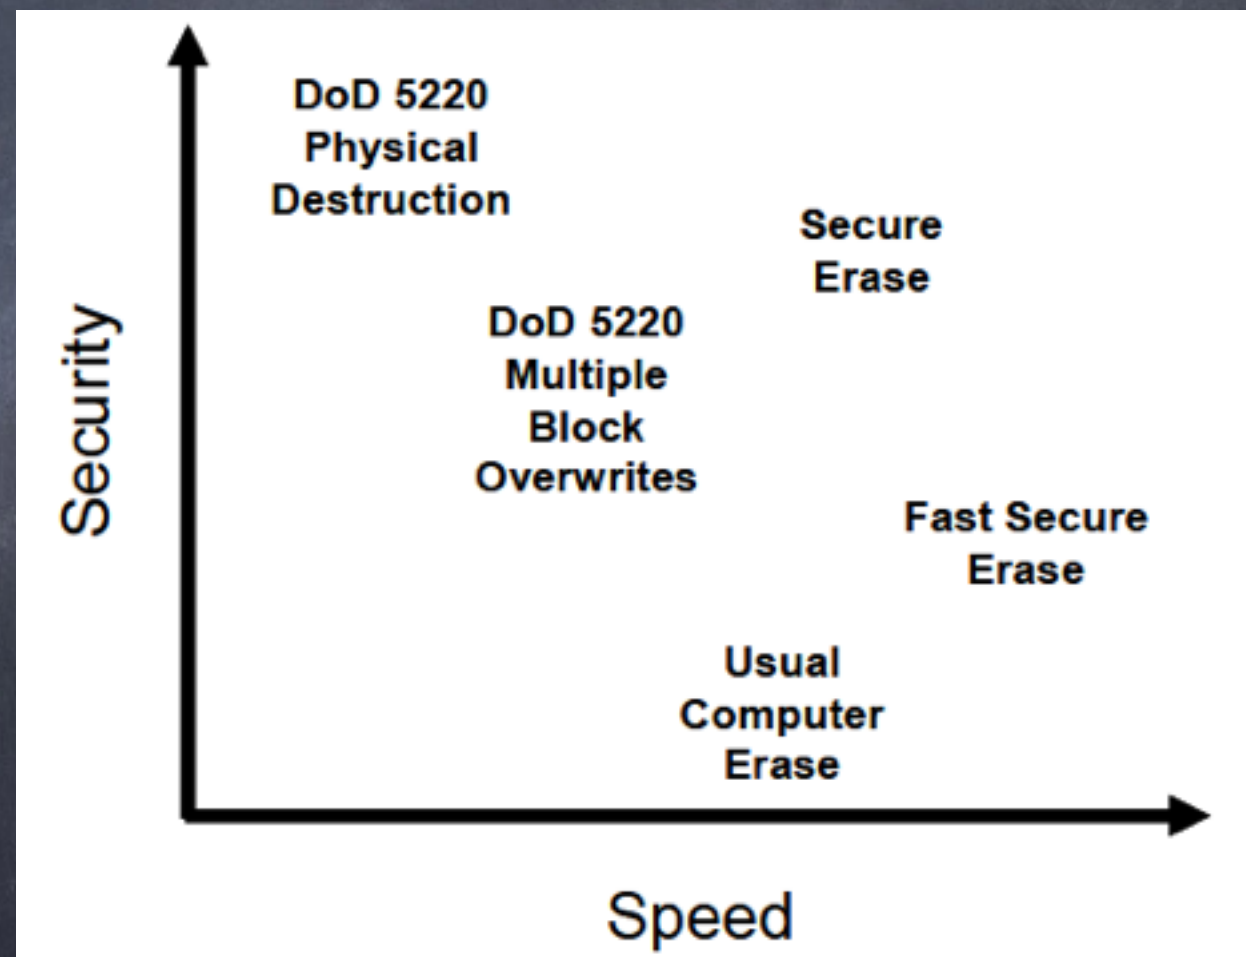 DoD 5220
Physical
Destruction
Secure
Erase
DoD 5220
Multiple
Block
Overwrites
Fast Secure
Erase
Usual
Computer
Erase
Security
Speed